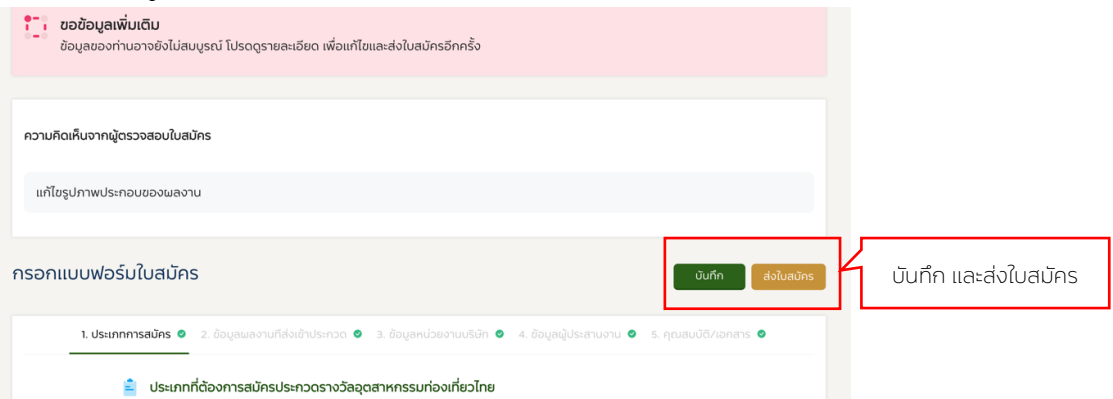 ขอข้อมูลเพิ่มเติม
ข้อมูลของท่านอาจยังไม่สมบูรณ์ โปรดดูรายละเอียด เพื่อแก้ไขและส่งใบสมัครอีกครั้ง
ความคิดเห็นจากผู้ตรวจสอบใบสมัคร
แก้ไขรูปภาพประกอบของผลงาน
กรอกแบบฟอร์มใบสมัคร
บันทึก
ส่งใบสมัคร
บันทึก และส่งใบสมัคร
1. ประเภทการสมัคร
2. ข้อมูลผลงานที่ส่งเข้าประกวด
3. ข้อมูลหน่วยงานบริษัท
4. ข้อมูลผู้ประสานงาน
5. คุณสมบัติ/เอกสาร
ประเภทที่ต้องการสมัครประกวดรางวัลอุตสาหกรรมท่องเที่ยวไทย